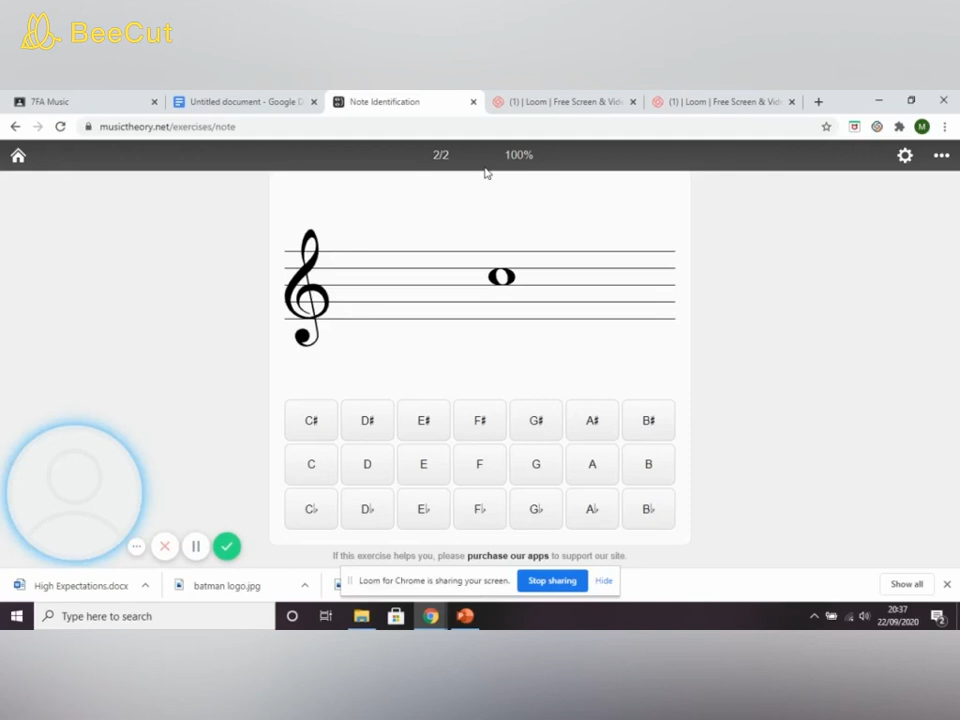 BeeCut
7FA Music
Untitled document - Google D
Note Identification
(1) | Loom | Free Screen & Vid
(1) | Loom | Free Screen & Vid
musictheory.net/exercises/note
M
2/2 100%
C♯ D♯ E♯ F♯ G♯ A♯ B♯
C D E F G A B
C♭ D♭ E♭ F♭ G♭ A♭ B♭
If this exercise helps you, please purchase our apps to support our site.
Loom for Chrome is sharing your screen. Stop sharing Hide
High Expectations.docx
batman logo.jpg
Show all
Type here to search
20:37
22/09/2020
2